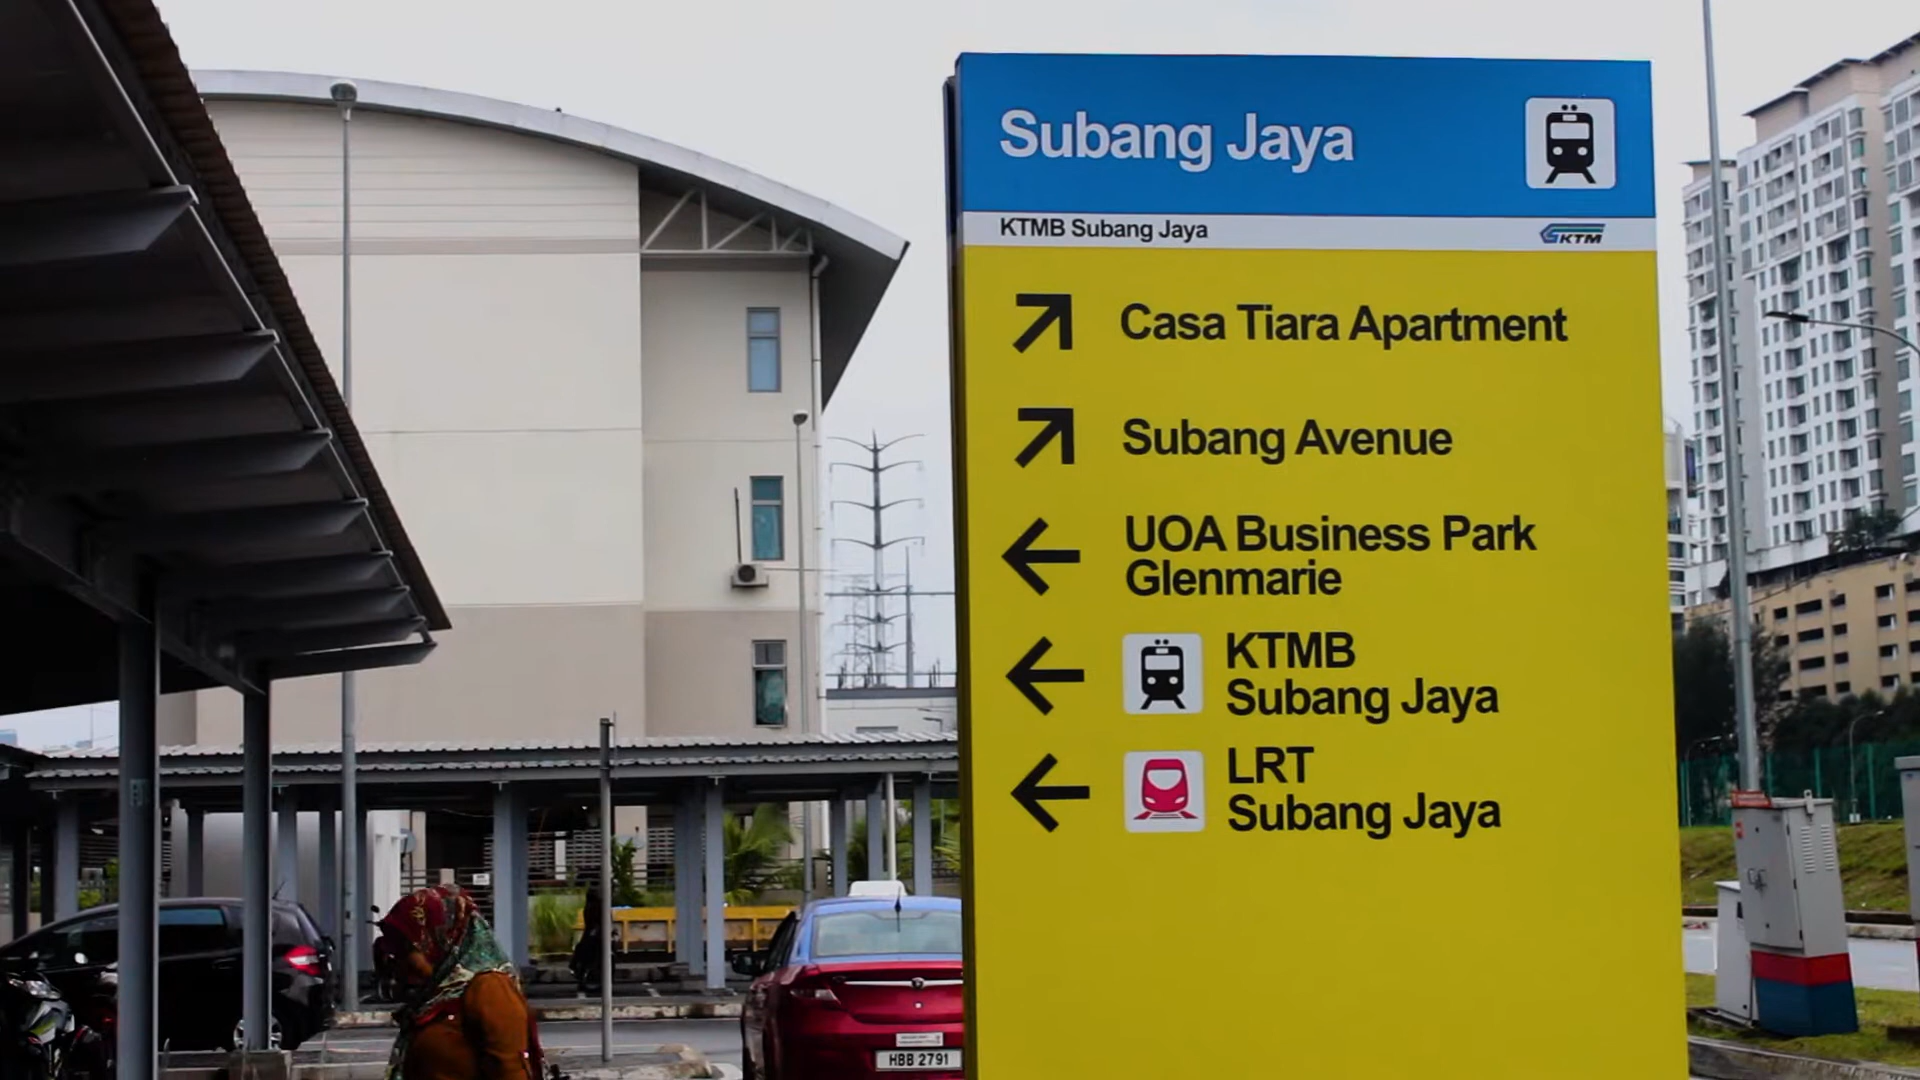 Subang Jaya
KTMB Subang Jaya
KTM
Casa Tiara Apartment
Subang Avenue
UOA Business Park
Glenmarie
KTMB
Subang Jaya
LRT
Subang Jaya
HBB 2791